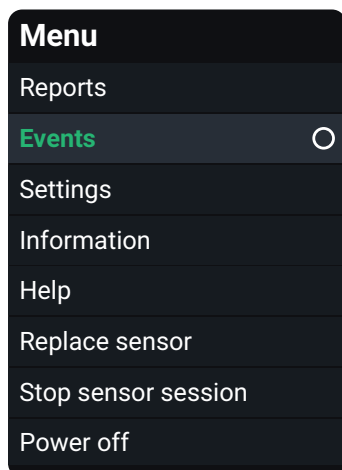 Menu
Reports
Events
Settings
Information
Help
Replace sensor
Stop sensor session
Power off